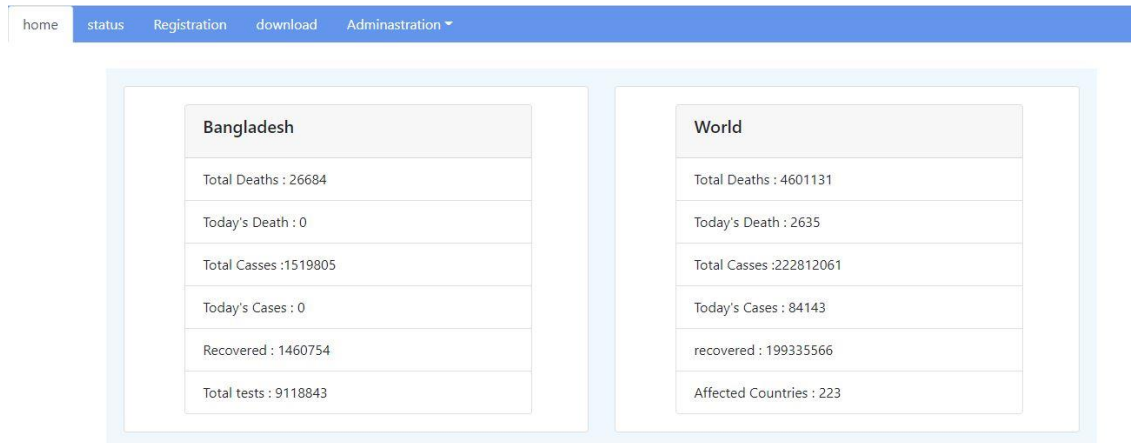 home status Registration download Adminastration
Bangladesh
Total Deaths : 26684
Today's Death : 0
Total Casses :1519805
Today's Cases : 0
Recovered : 1460754
Total tests : 9118843
World
Total Deaths : 4601131
Today's Death : 2635
Total Casses :222812061
Today's Cases : 84143
recovered : 199335566
Affected Countries : 223